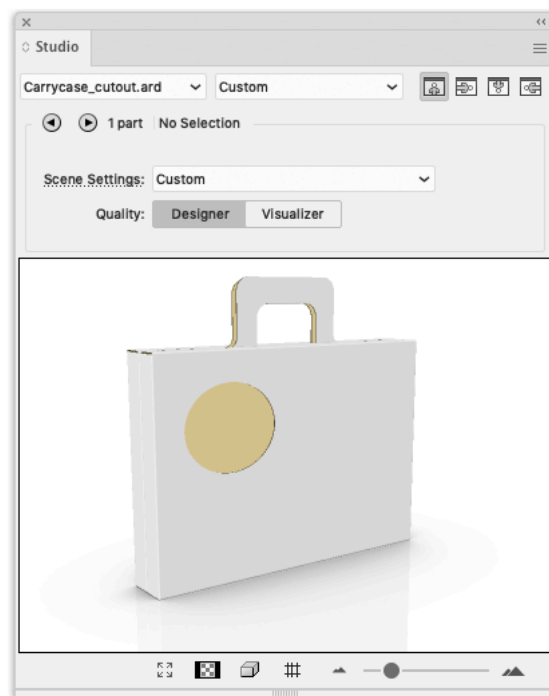 Studio
Carrycase_cutout.ard Custom
1 part No Selection
Scene Settings: Custom
Quality: Designer Visualizer